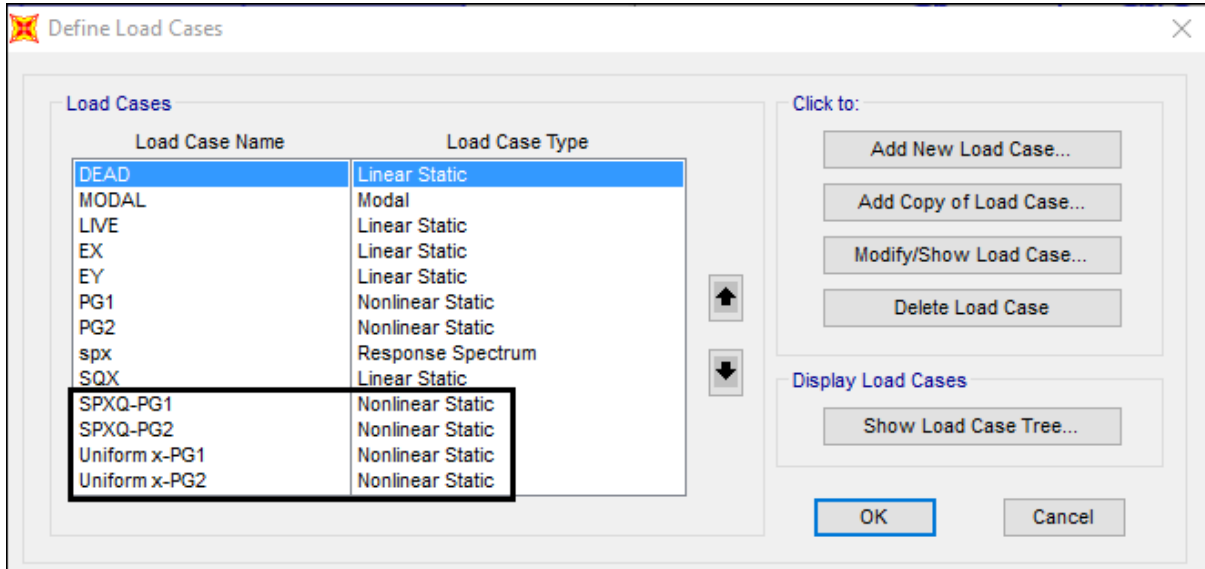 Define Load Cases
Load Cases
Load Case Name Load Case Type
DEAD Linear Static
MODAL Modal
LIVE Linear Static
EX Linear Static
EY Linear Static
PG1 Nonlinear Static
PG2 Nonlinear Static
spx Response Spectrum
SQX Linear Static
SPXQ-PG1 Nonlinear Static
SPXQ-PG2 Nonlinear Static
Uniform x-PG1 Nonlinear Static
Uniform x-PG2 Nonlinear Static
Click to:
Add New Load Case...
Add Copy of Load Case...
Modify/Show Load Case...
Delete Load Case
Display Load Cases
Show Load Case Tree...
OK Cancel